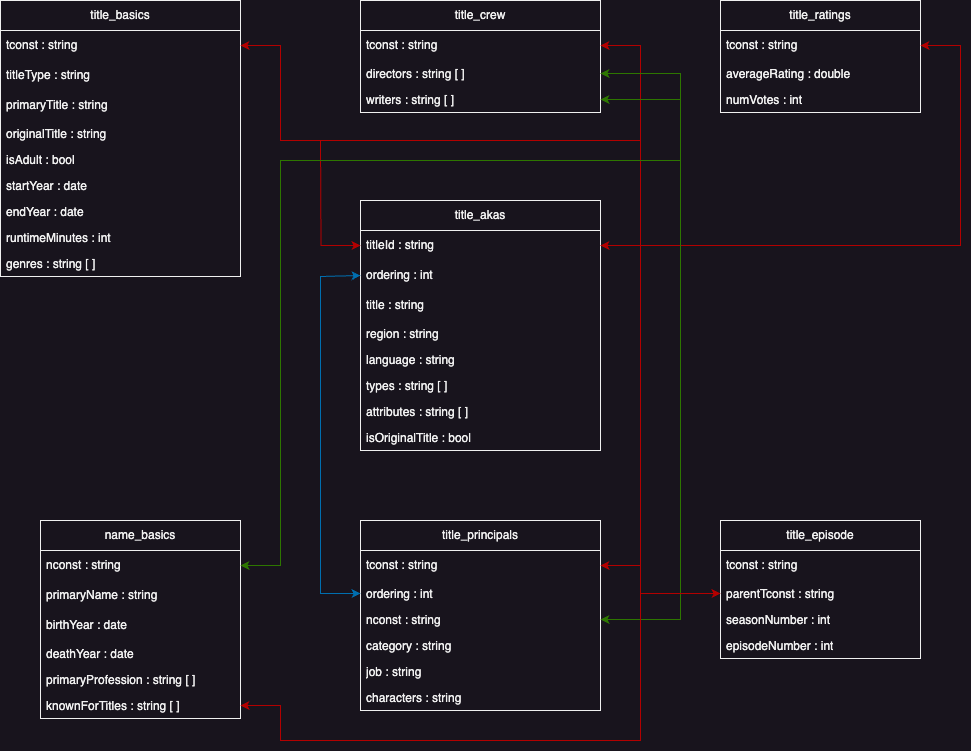 title_basics
tconst : string
titleType : string
primaryTitle : string
originalTitle : string
isAdult : bool
startYear : date
endYear : date
runtimeMinutes : int
genres : string [ ]
title_crew
tconst : string
directors : string [ ]
writers : string [ ]
title_ratings
tconst : string
averageRating : double
numVotes : int
title_akas
titleId : string
ordering : int
title : string
region : string
language : string
types : string [ ]
attributes : string [ ]
isOriginalTitle : bool
name_basics
nconst : string
primaryName : string
birthYear : date
deathYear : date
primaryProfession : string [ ]
knownForTitles : string [ ]
title_principals
tconst : string
ordering : int
nconst : string
category : string
job : string
characters : string
title_episode
tconst : string
parentTconst : string
seasonNumber : int
episodeNumber : int